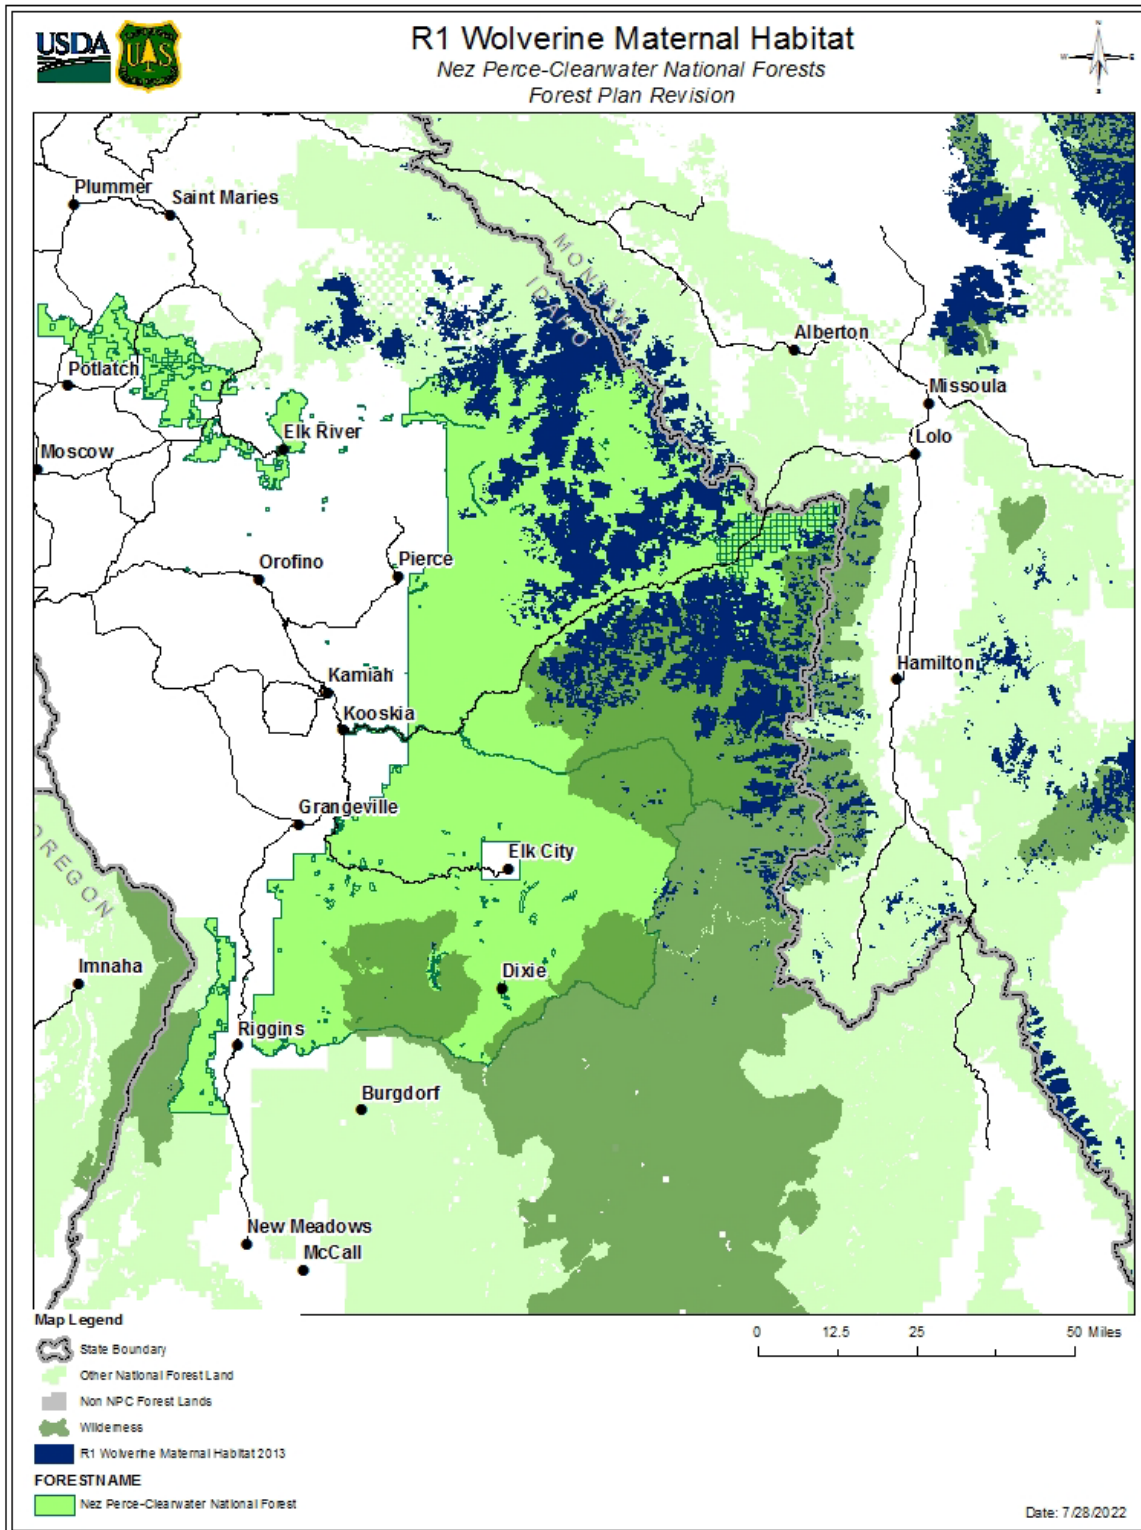 USDA
U S
R1 Wolverine Maternal Habitat
Nez Perce-Clearwater National Forests
Forest Plan Revision
N
W
E
S
Plummer
Saint Maries
MONTANA
IDAHO
Alberton
Potlatch
Missoula
Elk River
Lolo
Moscow
Orofino
Pierce
Kamiah
Hamilton
Kooskia
Grangeville
Elk City
OREGON
Imnaha
Dixie
Riggins
Burgdorf
New Meadows
McCall
Map Legend
State Boundary
Other National Forest Land
Non NPC Forest Lands
Wilderness
R1 Wolverine Maternal Habitat 2013
FORESTNAME
Nez Perce-Clearwater National Forest
0 12.5 25 50 Miles
Date: 7/28/2022